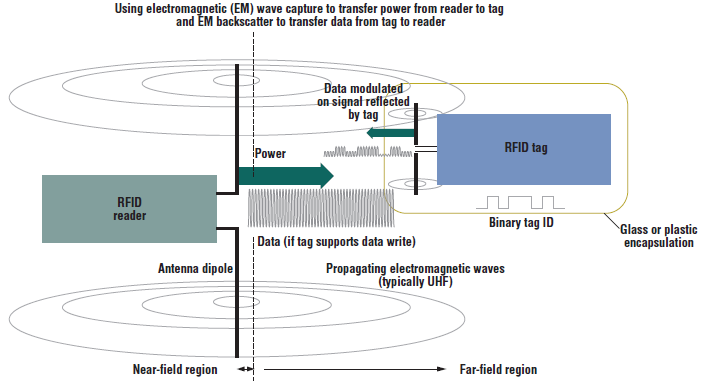 Using electromagnetic (EM) wave capture to transfer power from reader to tag
and EM backscatter to transfer data from tag to reader
Data modulated
on signal reflected
by tag
Power
RFID tag
RFID
reader
Binary tag ID
Glass or plastic
encapsulation
Data (if tag supports data write)
Antenna dipole
Propagating electromagnetic waves
(typically UHF)
Near-field region
Far-field region